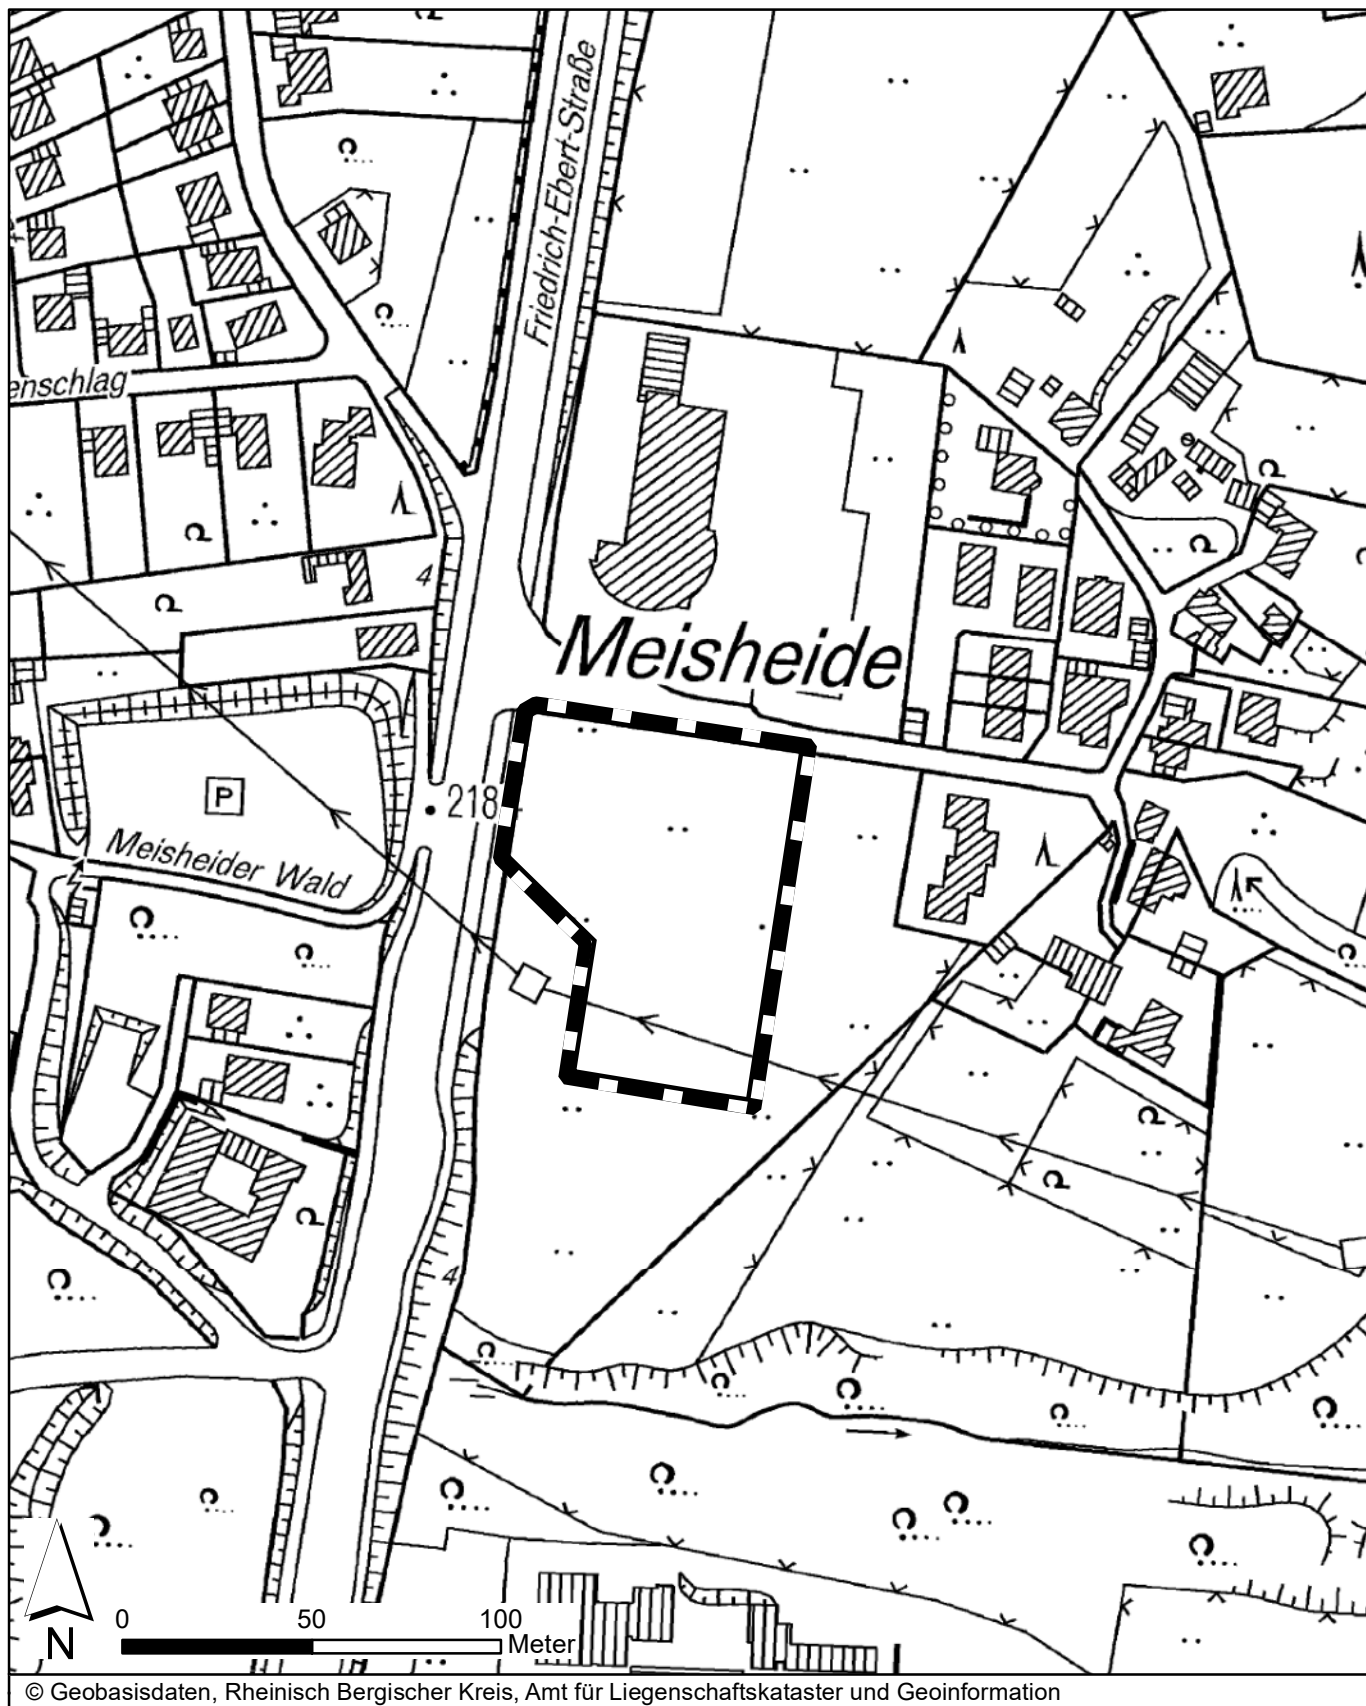 Friedrich-Ebert-Straße
enschlag
4
Meisheide
P
218
Meisheider Wald
4
0 50 100
Meter
N
© Geobasisdaten, Rheinisch Bergischer Kreis, Amt für Liegenschaftskataster und Geoinformation